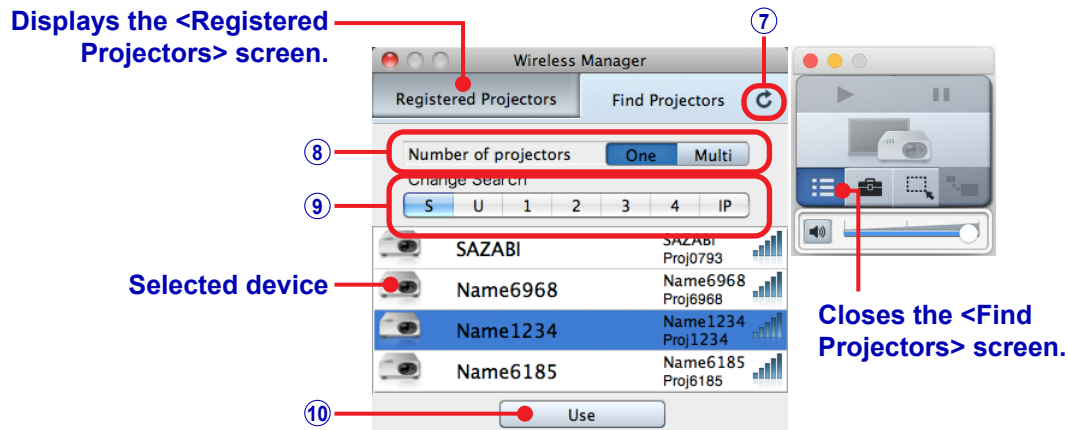 Displays the <Registered
Projectors> screen.
7
Wireless Manager
Registered Projectors
Find Projectors
8
Number of projectors
One
Multi
Change Search
9
S
U
1
2
3
4
IP
SAZABI
SAZABI
Proj0793
Selected device
Name6968
Name6968
Proj6968
Name1234
Name1234
Proj1234
Name6185
Name6185
Proj6185
10
Use
Closes the <Find
Projectors> screen.